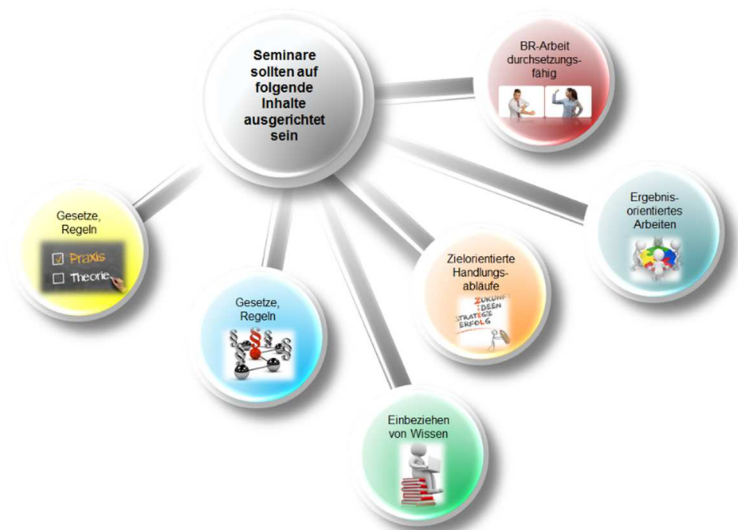 Seminare
sollten auf
folgende
Inhalte
ausgerichtet
sein
BR-Arbeit
durchsetzungs-
fähig
Ergebnis-
orientiertes
Arbeiten
Zielorientierte
Handlungs-
abläufe
ZUKUNFT
IDEEN
STRATEGIE
ERFOLG
Einbeziehen
von Wissen
Gesetze,
Regeln
Gesetze,
Regeln
Praxis
Theorie